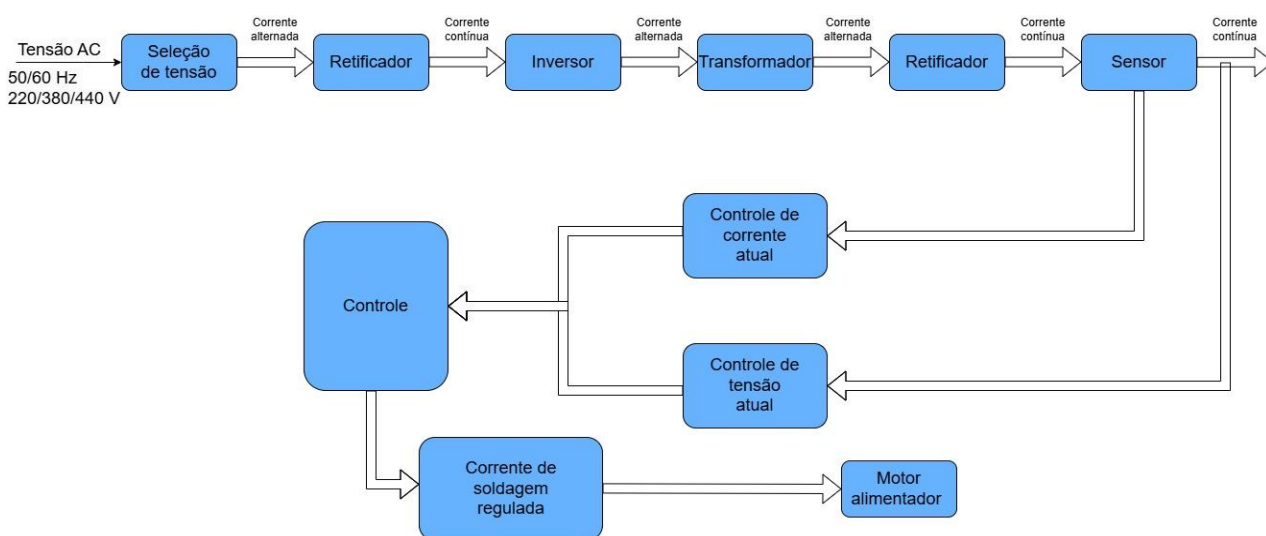 Tensão AC
50/60 Hz
220/380/440 V
Seleção
de tensão
Corrente
alternada
Retificador
Corrente
contínua
Inversor
Corrente
alternada
Transformador
Corrente
alternada
Retificador
Corrente
contínua
Sensor
Corrente
contínua
Controle de
corrente
atual
Controle
Controle de
tensão
atual
Corrente de
soldagem
regulada
Motor
alimentador